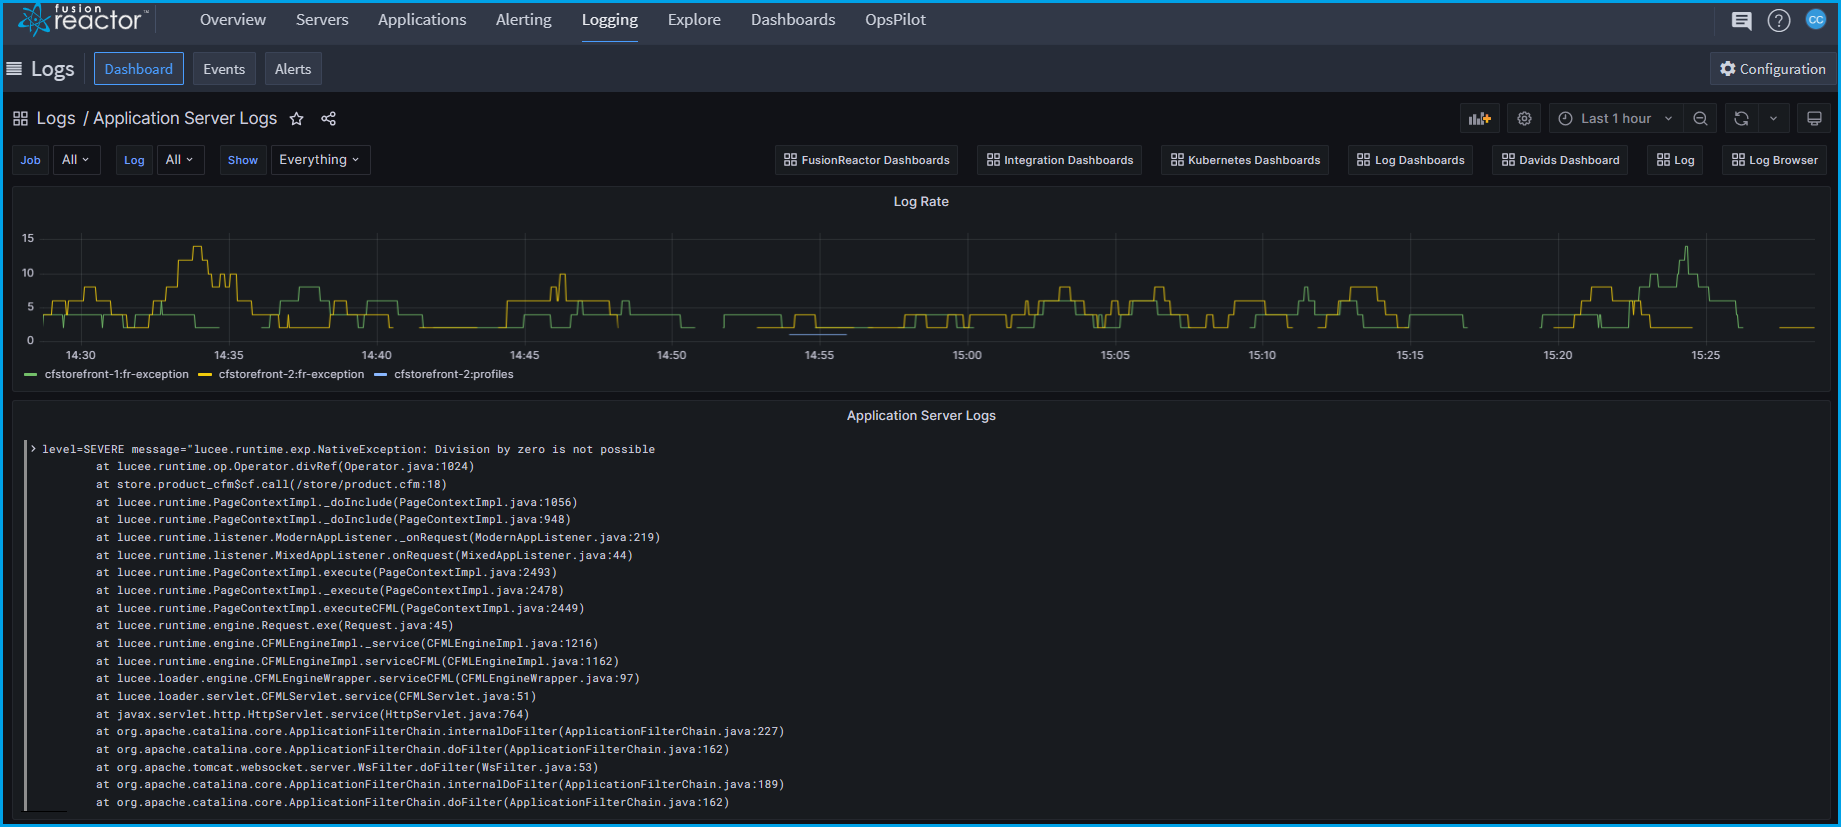 fusion reactor™
Overview Servers Applications Alerting Logging Explore Dashboards OpsPilot
? CC
Logs Dashboard Events Alerts Configuration
Logs / Application Server Logs Last 1 hour
Job All Log All Show Everything FusionReactor Dashboards Integration Dashboards Kubernetes Dashboards Log Dashboards Davids Dashboard Log Log Browser
Log Rate
15
10
5
0
14:30 14:35 14:40 14:45 14:50 14:55 15:00 15:05 15:10 15:15 15:20 15:25
cfstorefront-1:fr-exception cfstorefront-2:fr-exception cfstorefront-2:profiles
Application Server Logs
> level=SEVERE message="lucee.runtime.exp.NativeException: Division by zero is not possible
at lucee.runtime.op.Operator.divRef(Operator.java:1024)
at store.product_cfm$cf.call(/store/product.cfm:18)
at lucee.runtime.PageContextImpl._doInclude(PageContextImpl.java:1056)
at lucee.runtime.PageContextImpl._doInclude(PageContextImpl.java:948)
at lucee.runtime.listener.ModernAppListener._onRequest(ModernAppListener.java:219)
at lucee.runtime.listener.MixedAppListener.onRequest(MixedAppListener.java:44)
at lucee.runtime.PageContextImpl.execute(PageContextImpl.java:2493)
at lucee.runtime.PageContextImpl._execute(PageContextImpl.java:2478)
at lucee.runtime.PageContextImpl.executeCFML(PageContextImpl.java:2449)
at lucee.runtime.engine.Request.exe(Request.java:45)
at lucee.runtime.engine.CFMLEngineImpl._service(CFMLEngineImpl.java:1216)
at lucee.runtime.engine.CFMLEngineImpl.serviceCFML(CFMLEngineImpl.java:1162)
at lucee.loader.engine.CFMLEngineWrapper.serviceCFML(CFMLEngineWrapper.java:97)
at lucee.loader.servlet.CFMLServlet.service(CFMLServlet.java:51)
at javax.servlet.http.HttpServlet.service(HttpServlet.java:764)
at org.apache.catalina.core.ApplicationFilterChain.internalDoFilter(ApplicationFilterChain.java:227)
at org.apache.catalina.core.ApplicationFilterChain.doFilter(ApplicationFilterChain.java:162)
at org.apache.tomcat.websocket.server.WsFilter.doFilter(WsFilter.java:53)
at org.apache.catalina.core.ApplicationFilterChain.internalDoFilter(ApplicationFilterChain.java:189)
at org.apache.catalina.core.ApplicationFilterChain.doFilter(ApplicationFilterChain.java:162)